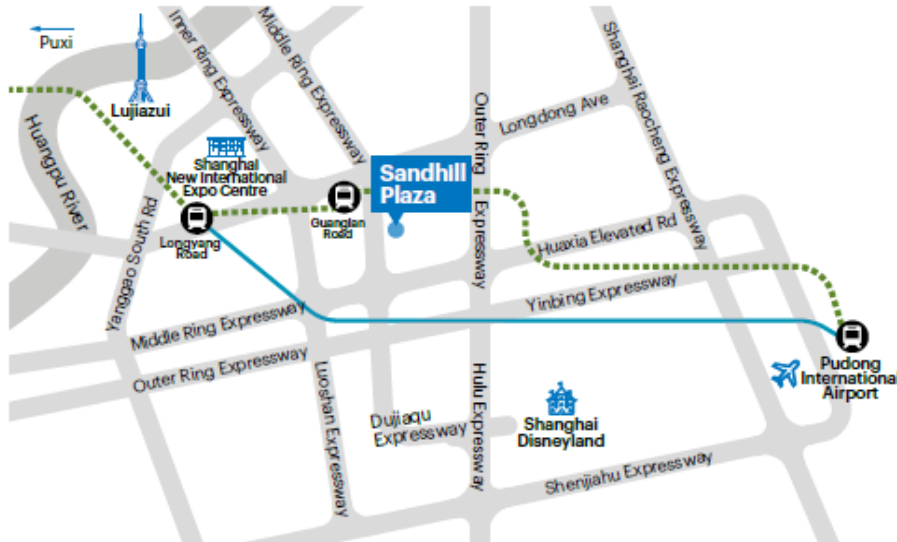 Puxi
Lujiazui
Huangpu River
Inner Ring Expressway
Middle Ring Expressway
Outer Ring
Expressway
Longdong Ave
Shanghai Raocheng Expressway
Shanghai
New International
Expo Centre
Sandhill
Plaza
Guanglan
Road
Longyang
Road
Yanggao South Rd
Huaxia Elevated Rd
Yinbing Expressway
Middle Ring Expressway
Outer Ring Expressway
Luoshan Expressway
Hulu Expressway
Dujiaqu
Expressway
Shanghai
Disneyland
Pudong
International
Airport
Shenjiahu Expressway